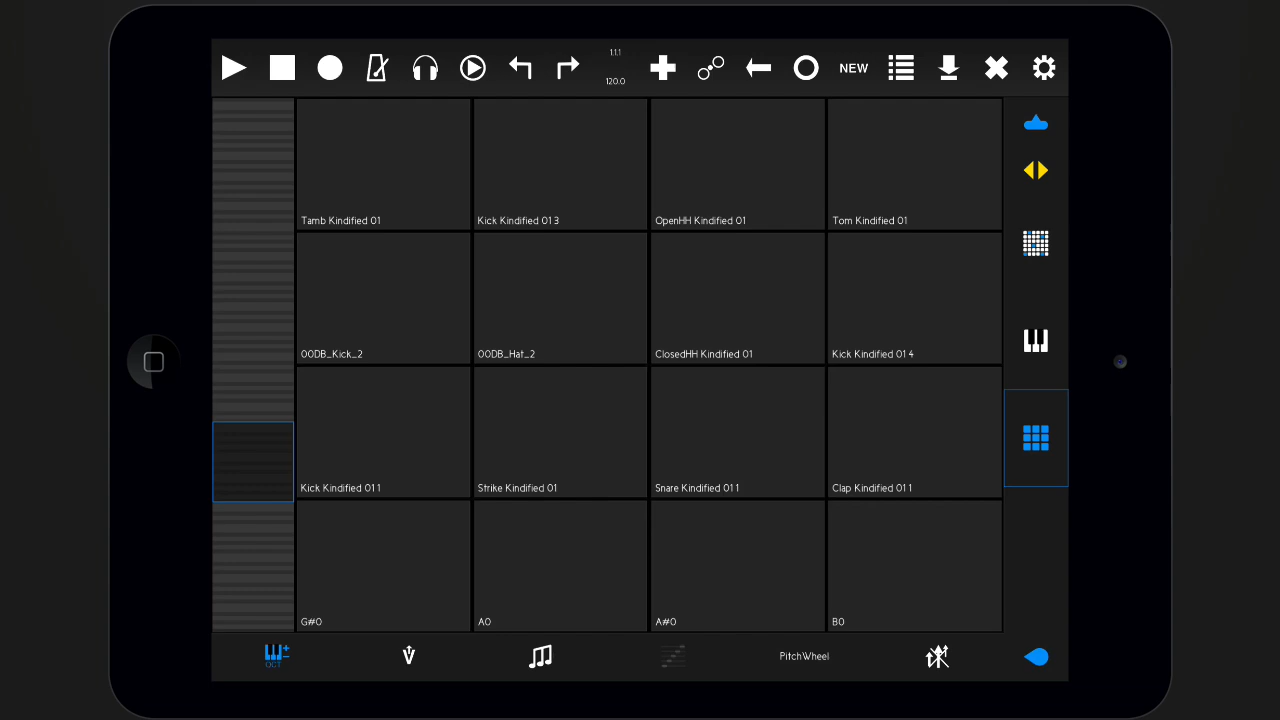 1.1.1
120.0
NEW
Tamb Kindified 01
Kick Kindified 013
OpenHH Kindified 01
Tom Kindified 01
00DB_Kick_2
00DB_Hat_2
ClosedHH Kindified 01
Kick Kindified 014
Kick Kindified 011
Strike Kindified 01
Snare Kindified 011
Clap Kindified 011
G#0
A0
A#0
B0
OCT
PitchWheel